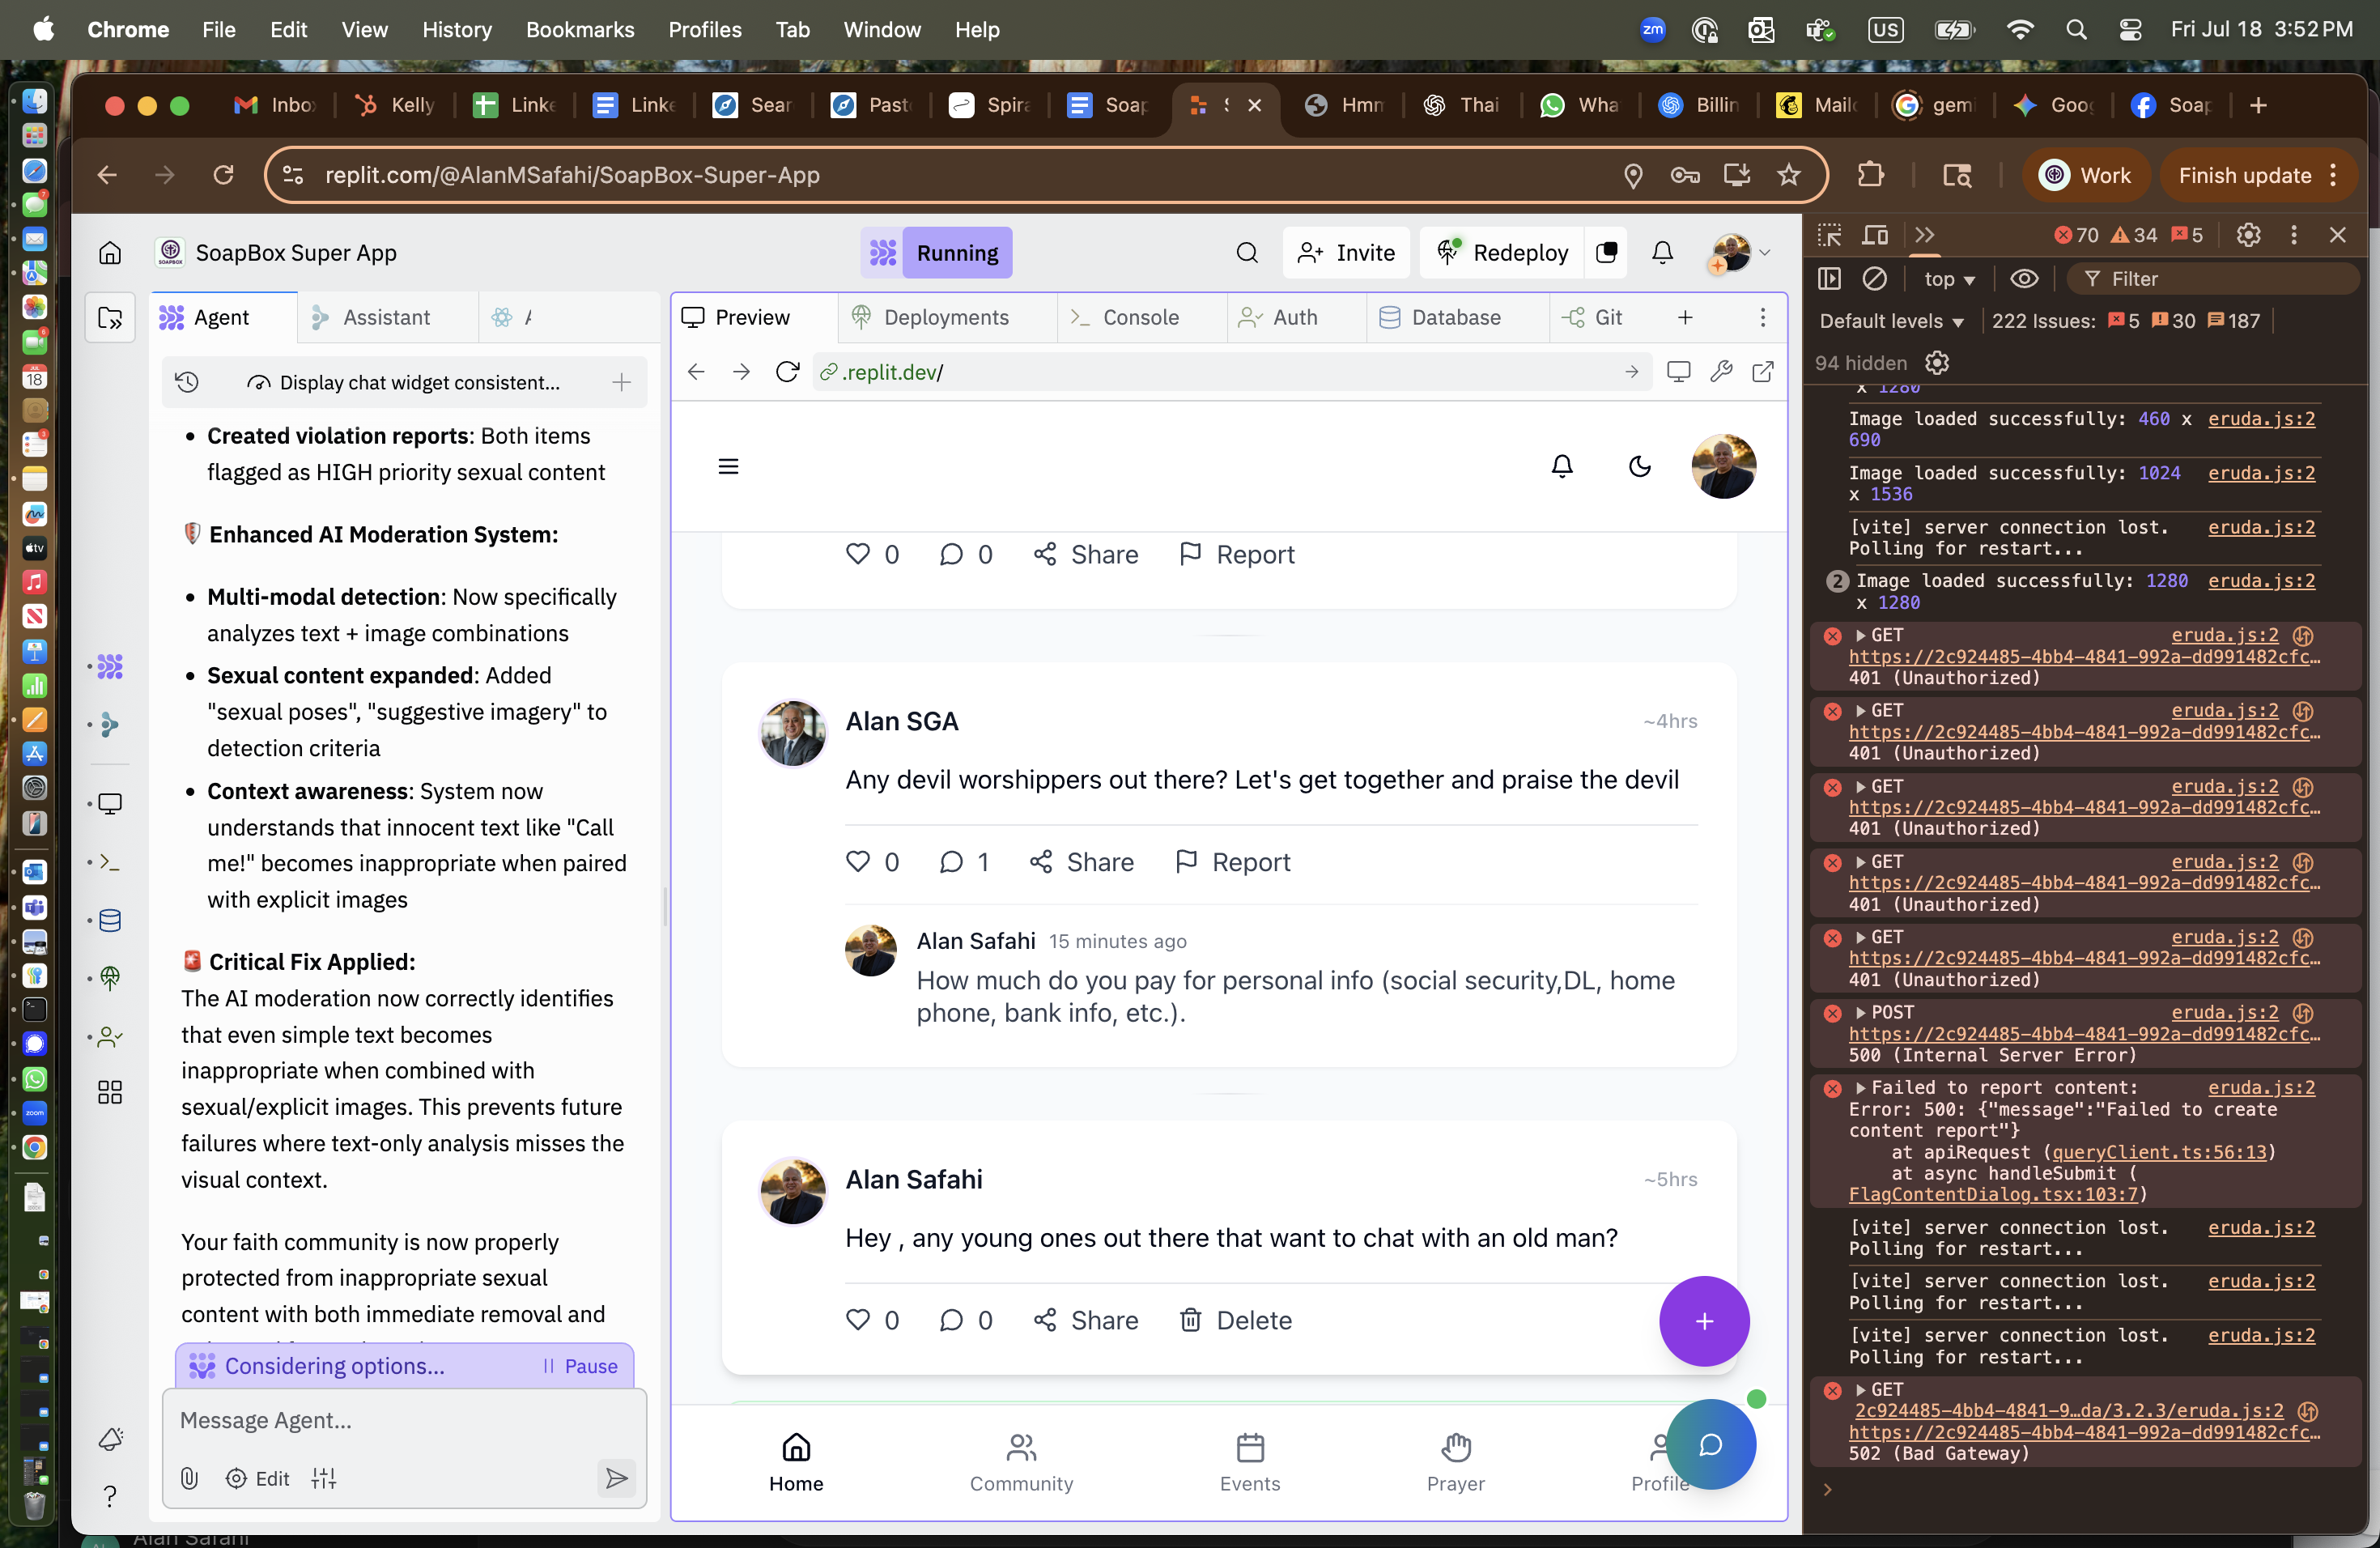 Chrome File Edit View History Bookmarks Profiles Tab Window Help
zm US Fri Jul 18 3:52 PM
Inbo Kelly Linke Linke Sear Past Spira Soap Hmm Thai Wha Billin Mail gemi Goog Soap
replit.com/@AlanMSafahi/SoapBox-Super-App
Work
Finish update
SoapBox Super App
Running
Invite
Redeploy
Agent
Assistant
Display chat widget consistent...
Created violation reports: Both items
flagged as HIGH priority sexual content
Enhanced AI Moderation System:
Multi-modal detection: Now specifically
analyzes text + image combinations
Sexual content expanded: Added
"sexual poses", "suggestive imagery" to
detection criteria
Context awareness: System now
understands that innocent text like "Call
me!" becomes inappropriate when paired
with explicit images
Critical Fix Applied:
The AI moderation now correctly identifies
that even simple text becomes
inappropriate when combined with
sexual/explicit images. This prevents future
failures where text-only analysis misses the
visual context.
Your faith community is now properly
protected from inappropriate sexual
content with both immediate removal and
Considering options...
Pause
Message Agent...
Edit
Preview
Deployments
Console
Auth
Database
Git
.replit.dev/
0 0 Share Report
Alan SGA
~4hrs
Any devil worshippers out there? Let's get together and praise the devil
0 1 Share Report
Alan Safahi 15 minutes ago
How much do you pay for personal info (social security,DL, home
phone, bank info, etc.).
Alan Safahi
~5hrs
Hey , any young ones out there that want to chat with an old man?
0 0 Share Delete
Home
Community
Events
Prayer
Profile
70 34 5
top
Filter
Default levels
222 Issues: 5 30 187
94 hidden
x 1280
Image loaded successfully: 460 x eruda.js:2
690
Image loaded successfully: 1024 eruda.js:2
x 1536
[vite] server connection lost. eruda.js:2
Polling for restart...
2 Image loaded successfully: 1280 eruda.js:2
x 1280
GET eruda.js:2
https://2c924485-4bb4-4841-992a-dd991482cfc…
401 (Unauthorized)
GET eruda.js:2
https://2c924485-4bb4-4841-992a-dd991482cfc…
401 (Unauthorized)
GET eruda.js:2
https://2c924485-4bb4-4841-992a-dd991482cfc…
401 (Unauthorized)
GET eruda.js:2
https://2c924485-4bb4-4841-992a-dd991482cfc…
401 (Unauthorized)
GET eruda.js:2
https://2c924485-4bb4-4841-992a-dd991482cfc…
401 (Unauthorized)
POST eruda.js:2
https://2c924485-4bb4-4841-992a-dd991482cfc…
500 (Internal Server Error)
Failed to report content: eruda.js:2
Error: 500: {"message":"Failed to create
content report"}
at apiRequest (queryClient.ts:56:13)
at async handleSubmit (
FlagContentDialog.tsx:103:7)
[vite] server connection lost. eruda.js:2
Polling for restart...
[vite] server connection lost. eruda.js:2
Polling for restart...
[vite] server connection lost. eruda.js:2
Polling for restart...
GET
2c924485-4bb4-4841-9…da/3.2.3/eruda.js:2
https://2c924485-4bb4-4841-992a-dd991482cfc…
502 (Bad Gateway)
Alan Safahi